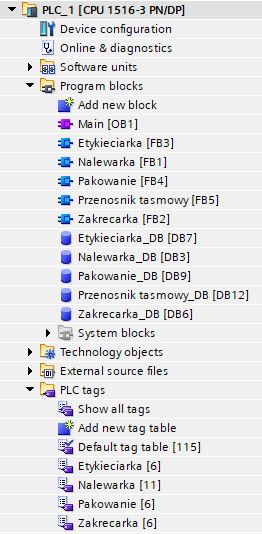 PLC_1 [CPU 1516-3 PN/DP]
Device configuration
Online & diagnostics
Software units
Program blocks
Add new block
Main [OB1]
Etykieciarka [FB3]
Nalewarka [FB1]
Pakowanie [FB4]
Przenosnik tasmowy [FB5]
Zakrecarka [FB2]
Etykieciarka_DB [DB7]
Nalewarka_DB [DB3]
Pakowanie_DB [DB9]
Przenosnik tasmowy_DB [DB12]
Zakrecarka_DB [DB6]
System blocks
Technology objects
External source files
PLC tags
Show all tags
Add new tag table
Default tag table [115]
Etykieciarka [6]
Nalewarka [11]
Pakowanie [6]
Zakrecarka [6]